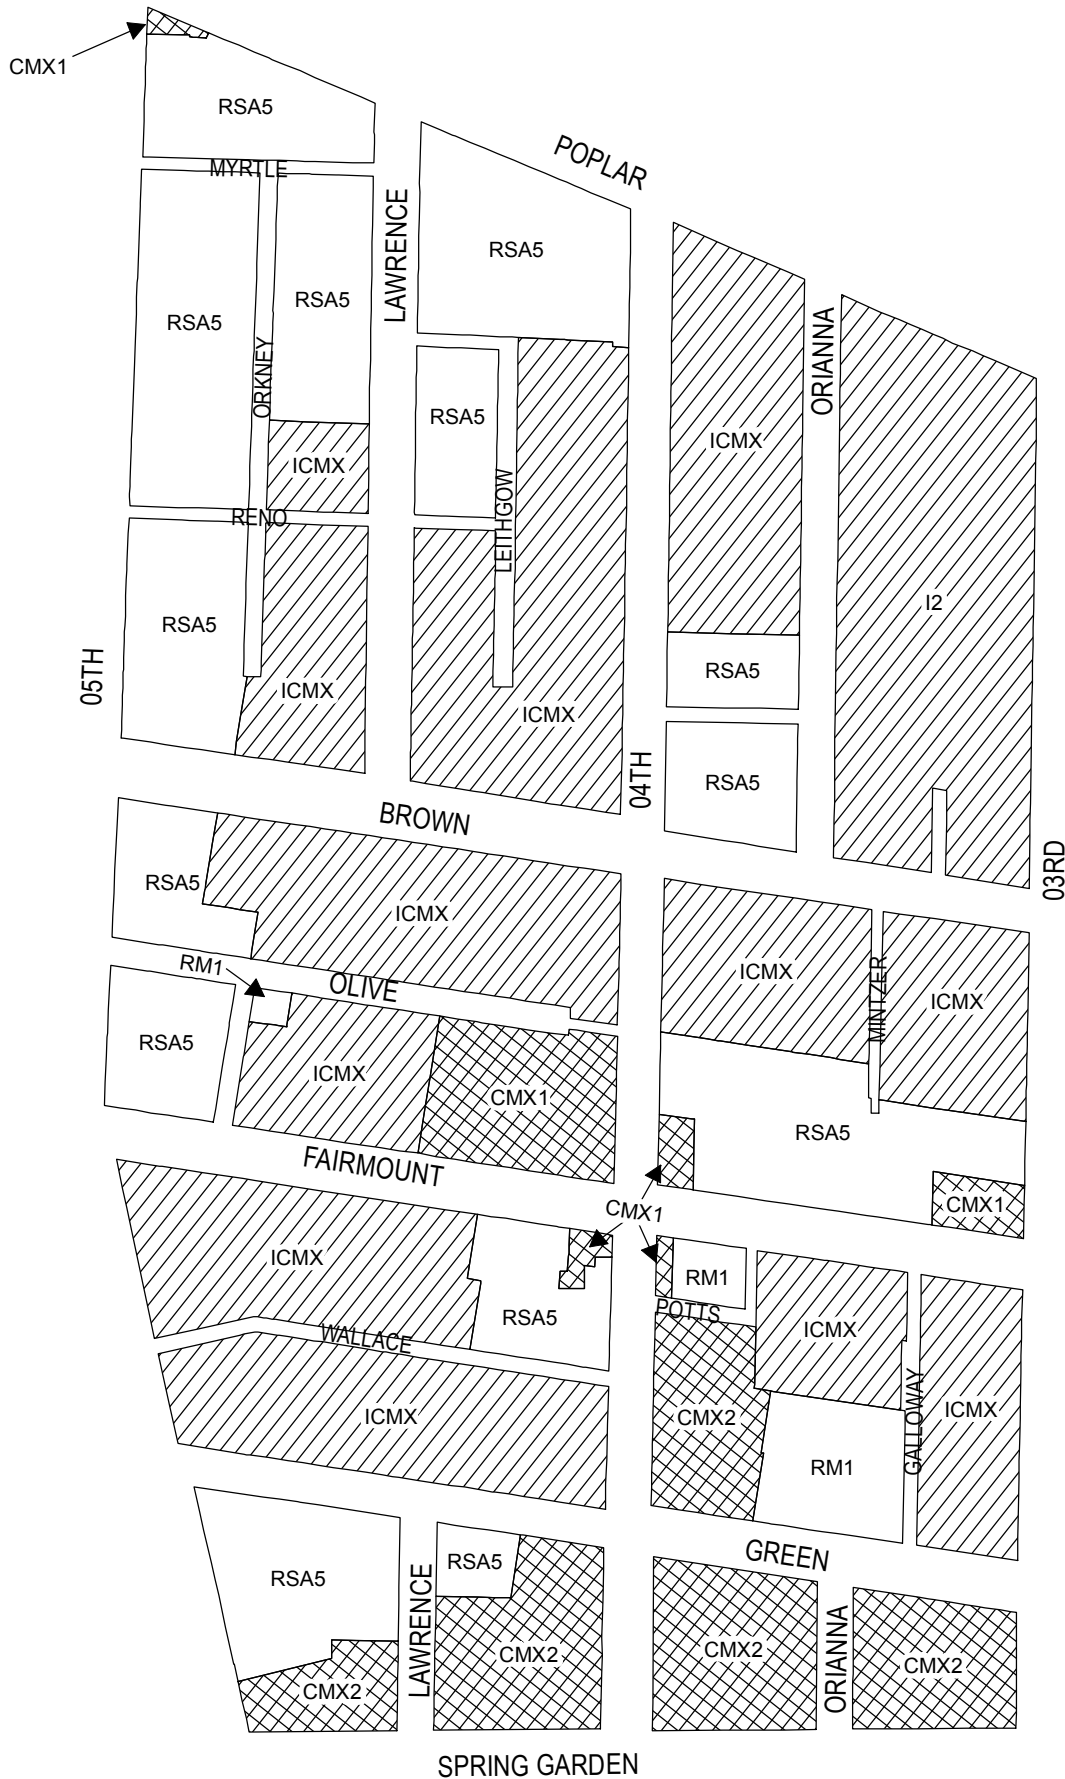 CMX1
RSA5
POPLAR
MYRTLE
LAWRENCE
RSA5
RSA5
RSA5
ORIANNA
ORKNEY
RSA5
ICMX
ICMX
LEITHGOW
RENO
I2
RSA5
RSA5
05TH
ICMX
ICMX
04TH
RSA5
BROWN
03RD
RSA5
ICMX
RM1
OLIVE
ICMX
MINTZER
ICMX
RSA5
ICMX
CMX1
RSA5
FAIRMOUNT
CMX1
CMX1
ICMX
RM1
RSA5
POTTS
WALLACE
ICMX
ICMX
CMX2
GALLOWAY
ICMX
RM1
GREEN
RSA5
RSA5
LAWRENCE
CMX2
CMX2
CMX2
ORIANNA
CMX2
SPRING GARDEN